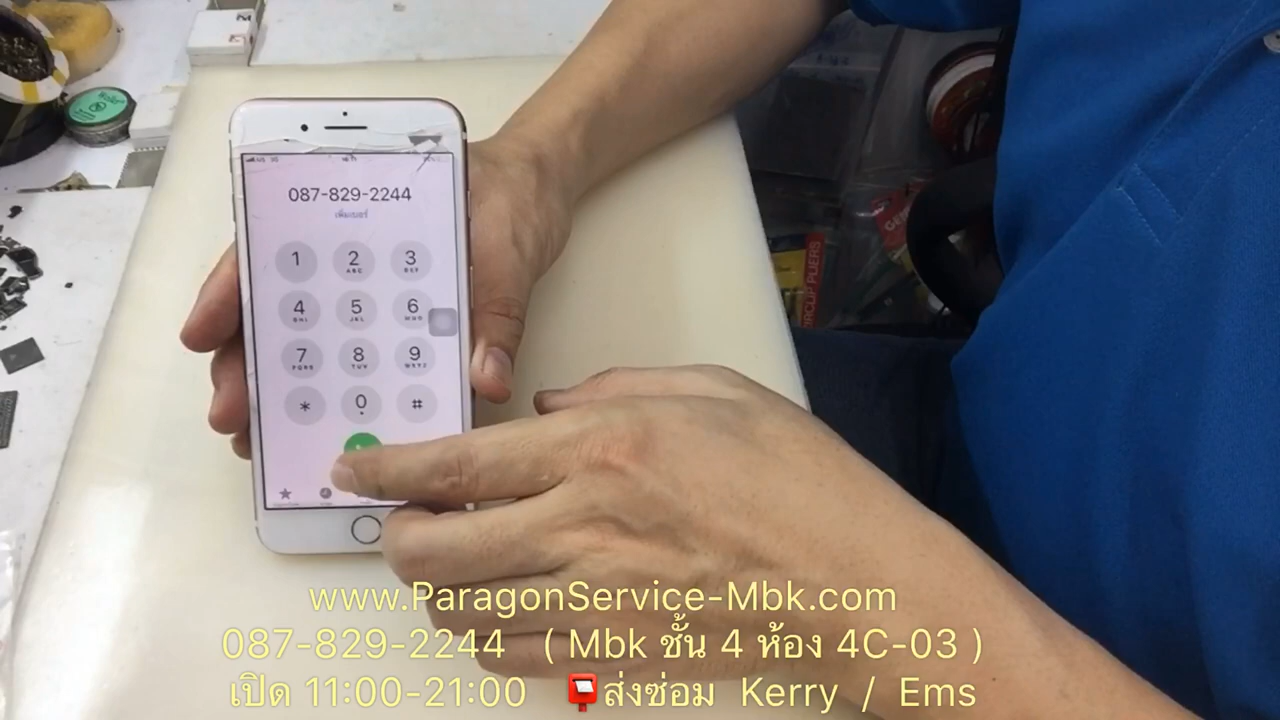 087-829-2244
เพิ่มเบอร์
1
2
ABC
3
DEF
4
GHI
5
JKL
6
MNO
7
PQRS
8
TUV
9
WXYZ
*
0
#
CIRCLIP PLIERS
www.ParagonService-Mbk.com
087-829-2244 ( Mbk ชั้น 4 ห้อง 4C-03 )
เปิด 11:00-21:00 📮ส่งซ่อม Kerry / Ems